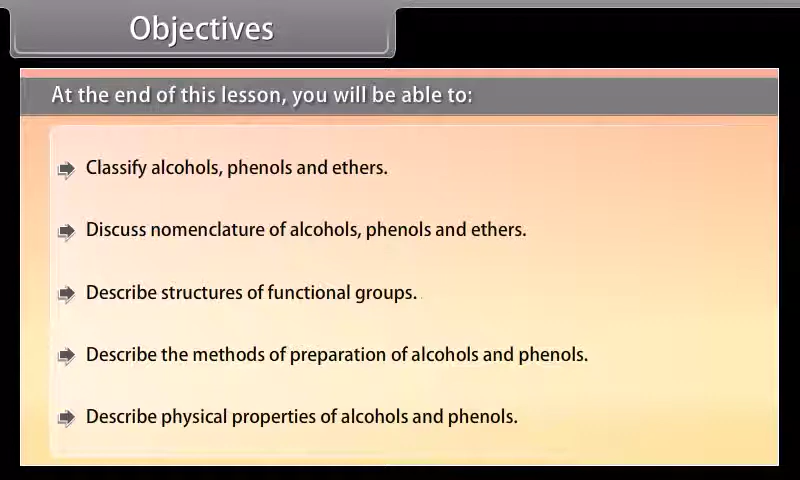 Objectives
At the end of this lesson, you will be able to:
Classify alcohols, phenols and ethers.
Discuss nomenclature of alcohols, phenols and ethers.
Describe structures of functional groups.
Describe the methods of preparation of alcohols and phenols.
Describe physical properties of alcohols and phenols.